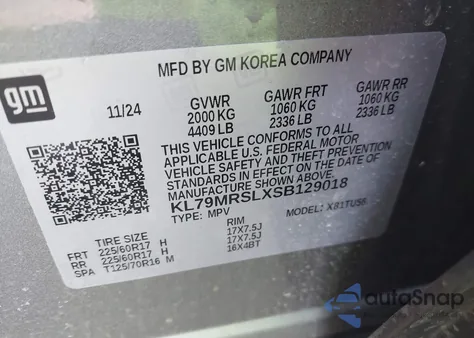 MFD BY GM KOREA COMPANY
gm
11/24
GVWR GAWR FRT GAWR RR
2000 KG 1060 KG 1060 KG
4409 LB 2336 LB 2336 LB
THIS VEHICLE CONFORMS TO ALL
APPLICABLE U.S. FEDERAL MOTOR
VEHICLE SAFETY AND THEFT PREVENTION
STANDARDS IN EFFECT ON THE DATE OF
MANUFACTURE SHOWN ABOVE.
KL79MRSLXSB129018
TYPE: MPV MODEL:
TIRE SIZE RIM
FRT 225/60R17 H 17X7.5J
RR 225/60R17 H 17X7.5J
SPA T125/70R16 M 16X4BT
autoSnap